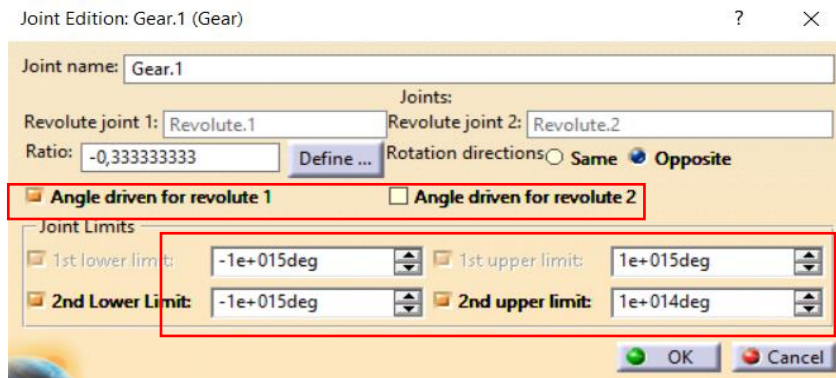 Joint Edition: Gear.1 (Gear) ? ×
Joint name: Gear.1
Joints:
Revolute joint 1: Revolute.1 Revolute joint 2: Revolute.2
Ratio: -0,333333333 Define ... Rotation directions Same Opposite
Angle driven for revolute 1 Angle driven for revolute 2
Joint Limits
1st lower limit: -1e+015deg 1st upper limit: 1e+015deg
2nd Lower Limit: -1e+015deg 2nd upper limit: 1e+014deg
OK Cancel